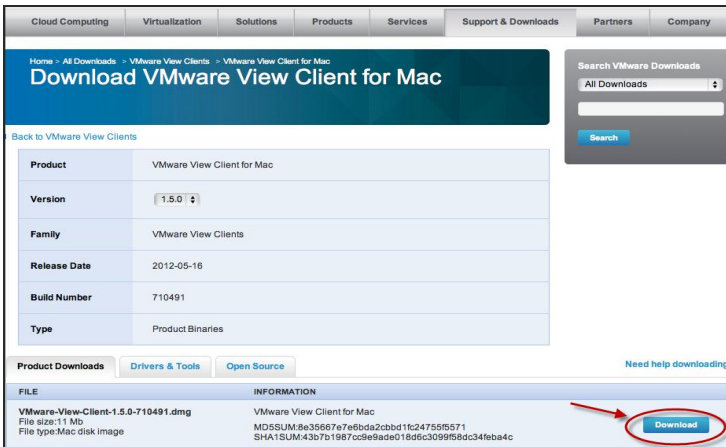 Cloud Computing Virtualization Solutions Products Services Support & Downloads Partners Company
Home > All Downloads > VMware View Clients > VMware View Client for Mac
Download VMware View Client for Mac
Search VMware Downloads
All Downloads
Search
Back to VMware View Clients
Product VMware View Client for Mac
Version 1.5.0
Family VMware View Clients
Release Date 2012-05-16
Build Number 710491
Type Product Binaries
Product Downloads Drivers & Tools Open Source Need help downloading
FILE INFORMATION
VMware-View-Client-1.5.0-710491.dmg VMware View Client for Mac
File size:11 Mb
File type:Mac disk image
MD5SUM:8e35667e7e6bda2cbbd1fc24755f5571
SHA1SUM:43b7b1987cc9e9ade018d6c3099f58dc34feba4c
Download